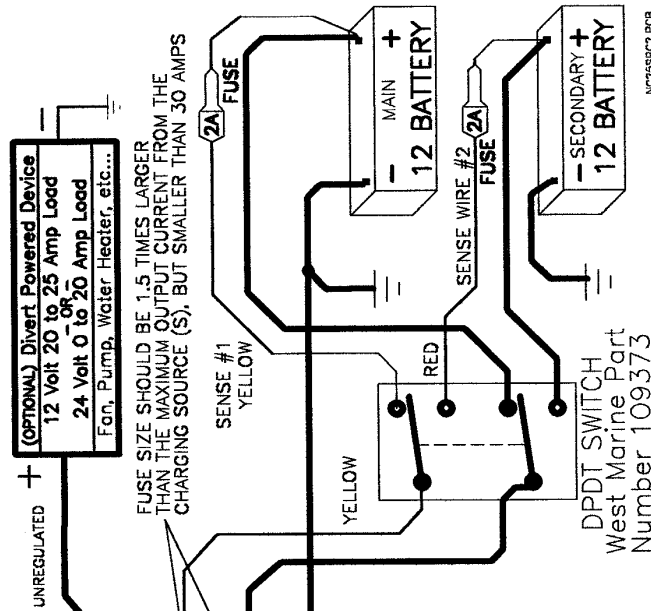 (OPTIONAL) Divert Powered Device
12 Volt 20 to 25 Amp Load
- OR -
24 Volt 0 to 20 Amp Load
Fan, Pump, Water Heater, etc...
+
-
UNREGULATED
FUSE SIZE SHOULD BE 1.5 TIMES LARGER
THAN THE MAXIMUM OUTPUT CURRENT FROM THE
CHARGING SOURCE (S), BUT SMALLER THAN 30 AMPS
SENSE #1
YELLOW
2A
FUSE
- MAIN +
12 BATTERY
SENSE WIRE #2
2A
FUSE
- SECONDARY +
12 BATTERY
RED
YELLOW
DPDT SWITCH
West Marine Part
Number 109373